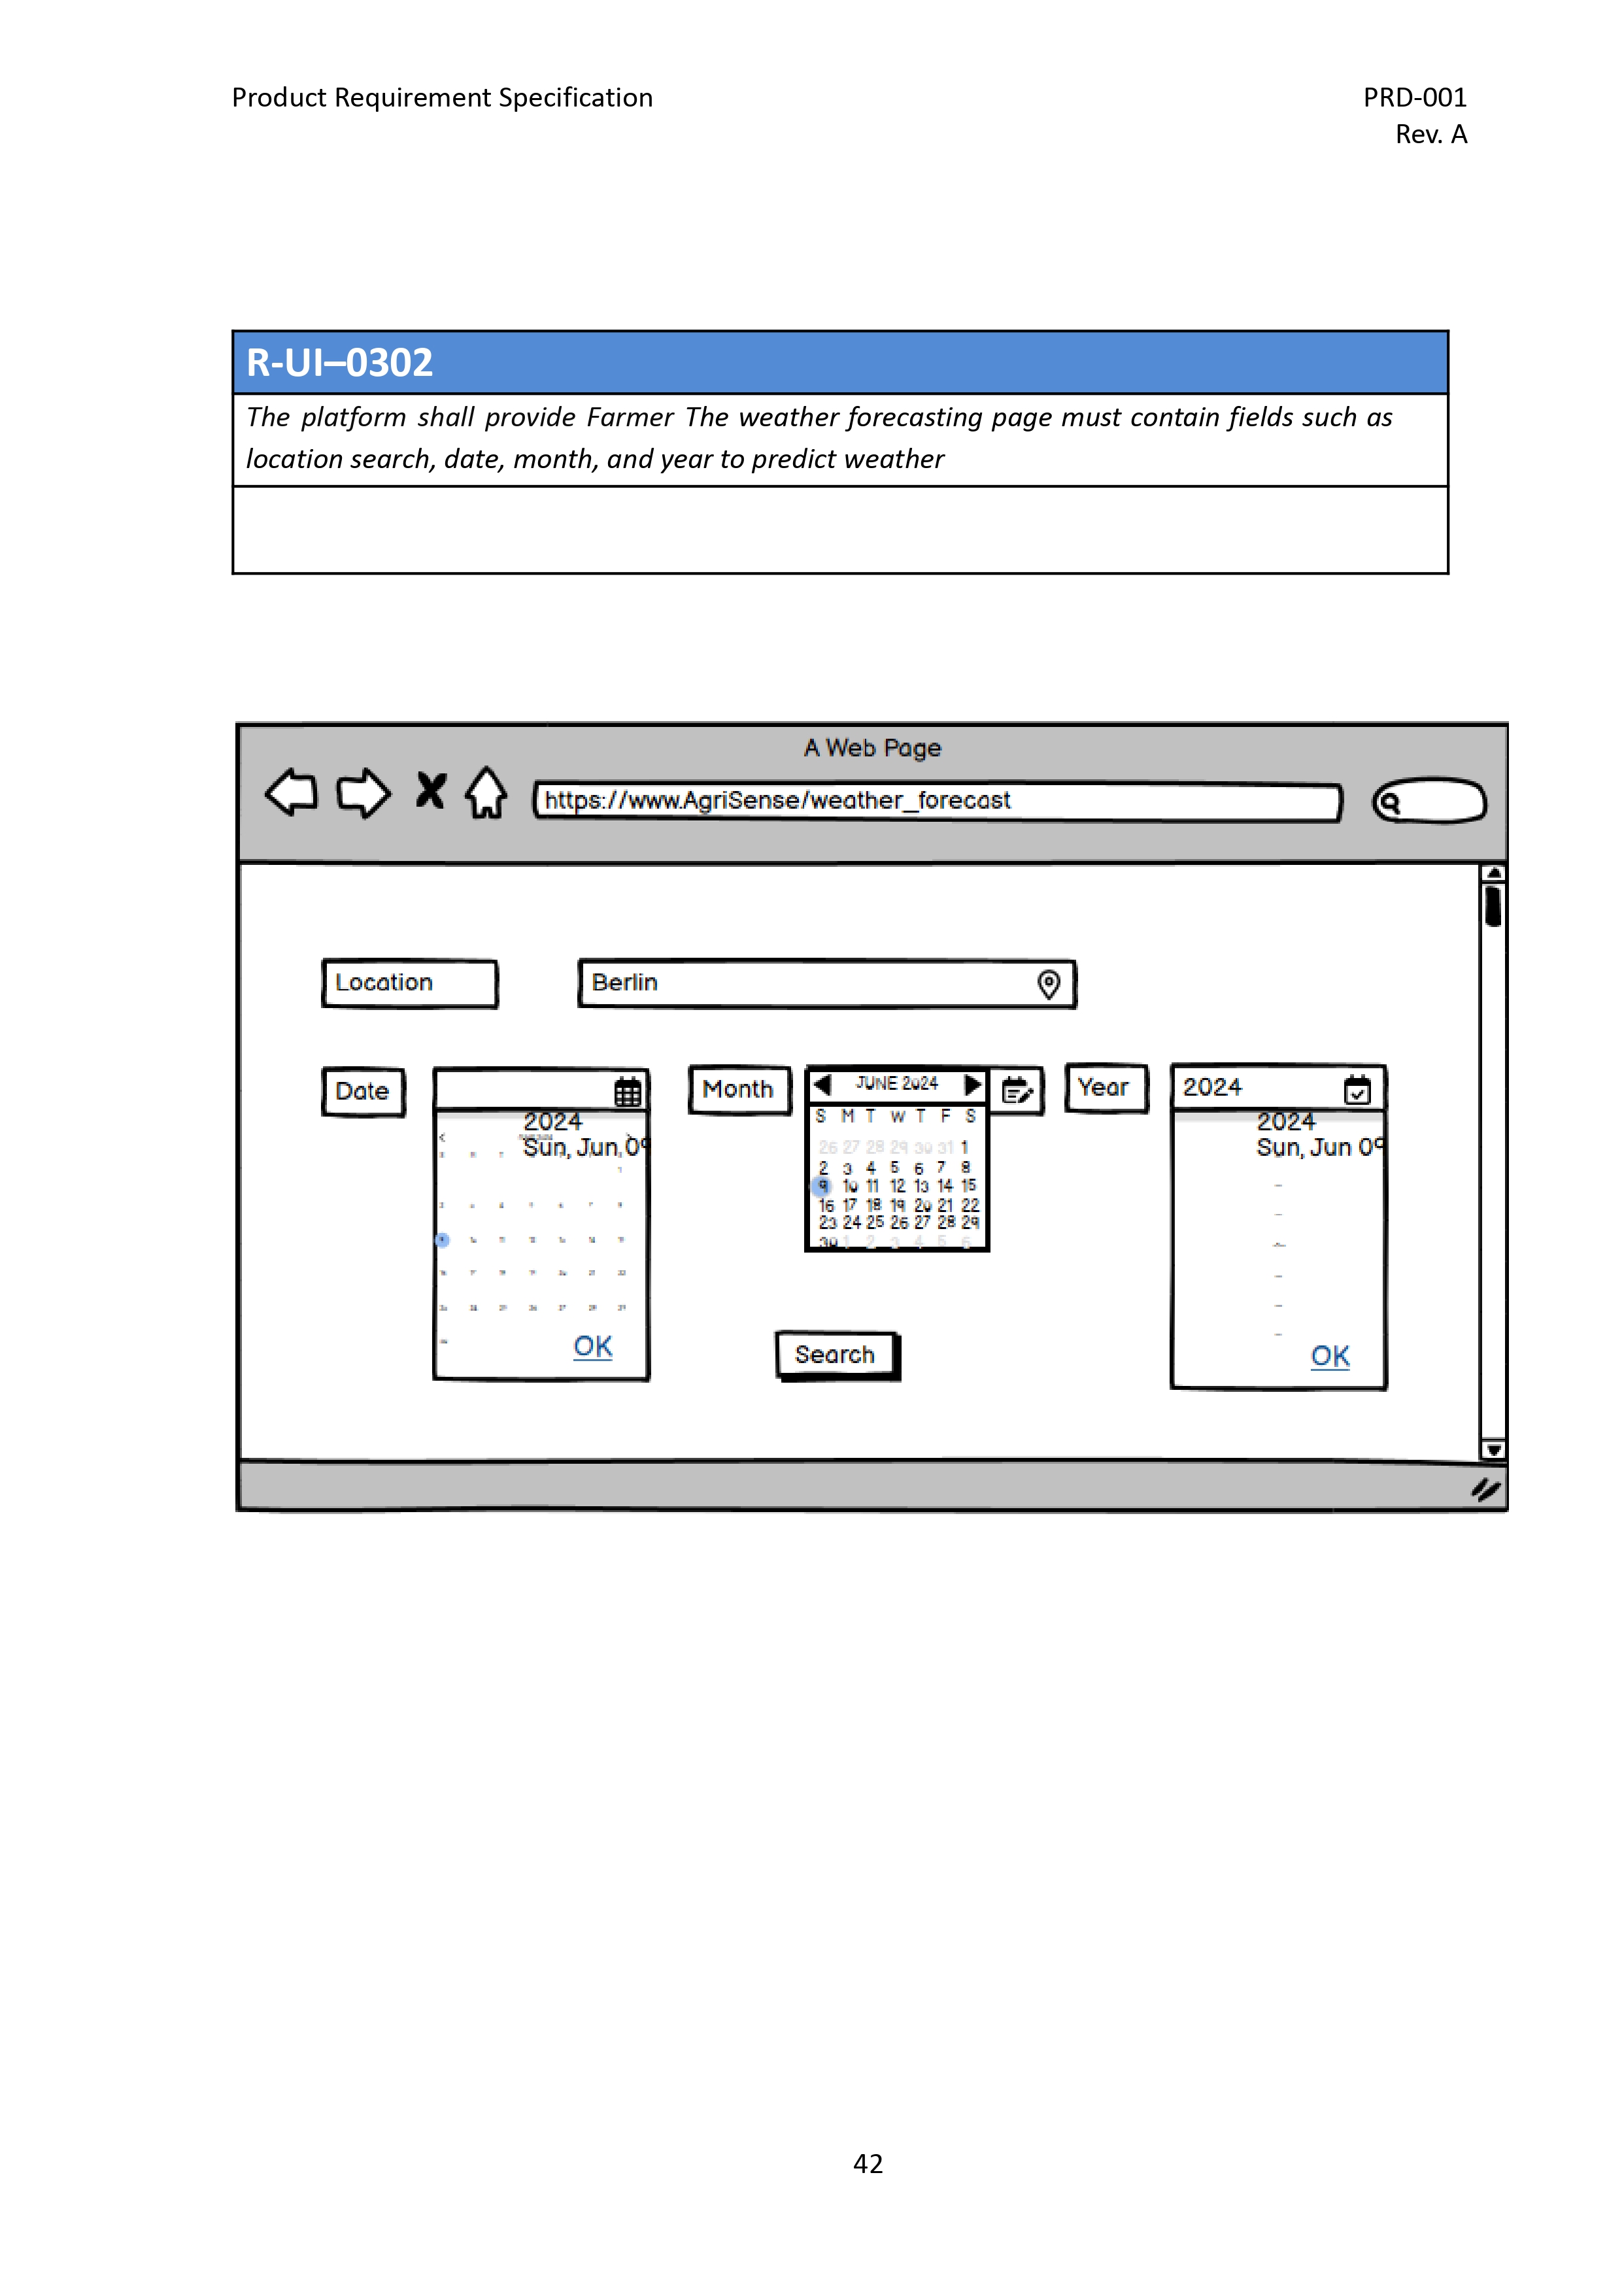 Product Requirement Specification PRD-001
Rev. A
R-UI–0302
The platform shall provide Farmer The weather forecasting page must contain fields such as
location search, date, month, and year to predict weather
A Web Page
https://www.AgriSense/weather_forecast
Location Berlin
Date Month JUNE 2024 Year 2024
S M T W T F S
2024 2024
Sun, Jun 09 Sun, Jun 09
26 27 28 29 30 31 1
2 3 4 5 6 7 8
9 10 11 12 13 14 15
16 17 18 19 20 21 22
23 24 25 26 27 28 29
30 1 2 3 4 5 6
OK Search OK
42